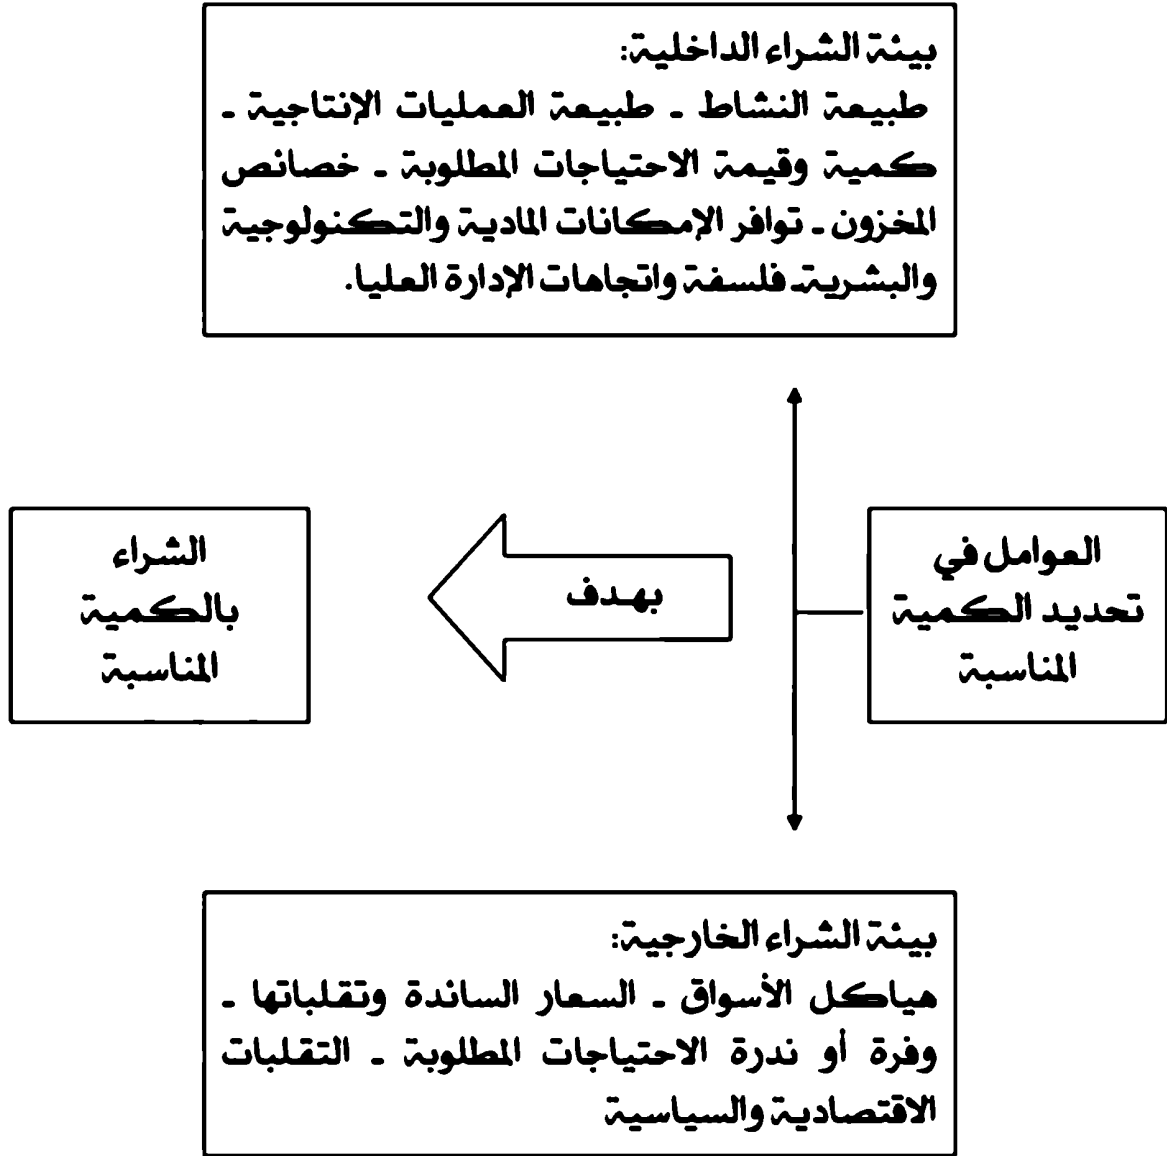 بيئة الشراء الداخلية:
طبيعة النشاط ـ طبيعة العمليات الإنتاجية ـ
كمية وقيمة الاحتياجات المطلوبة ـ خصائص
المخزون ـ توافر الإمكانات المادية والتكنولوجية
والبشرية۔ فلسفة واتجاهات الإدارة العليا.
العوامل في
تحديد الكمية
المناسبة
بهدف
الشراء
بالكمية
المناسبة
بيئة الشراء الخارجية:
هياكل الأسواق ـ السعار السائدة وتقلباتها ـ
وفرة أو ندرة الاحتياجات المطلوبة ـ التقلبات
الاقتصادية والسياسية